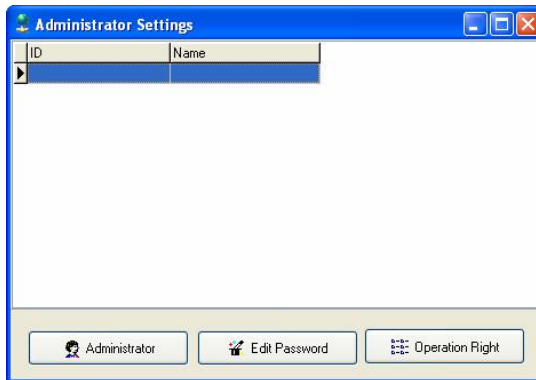 Administrator Settings
ID Name
Administrator Edit Password Operation Right